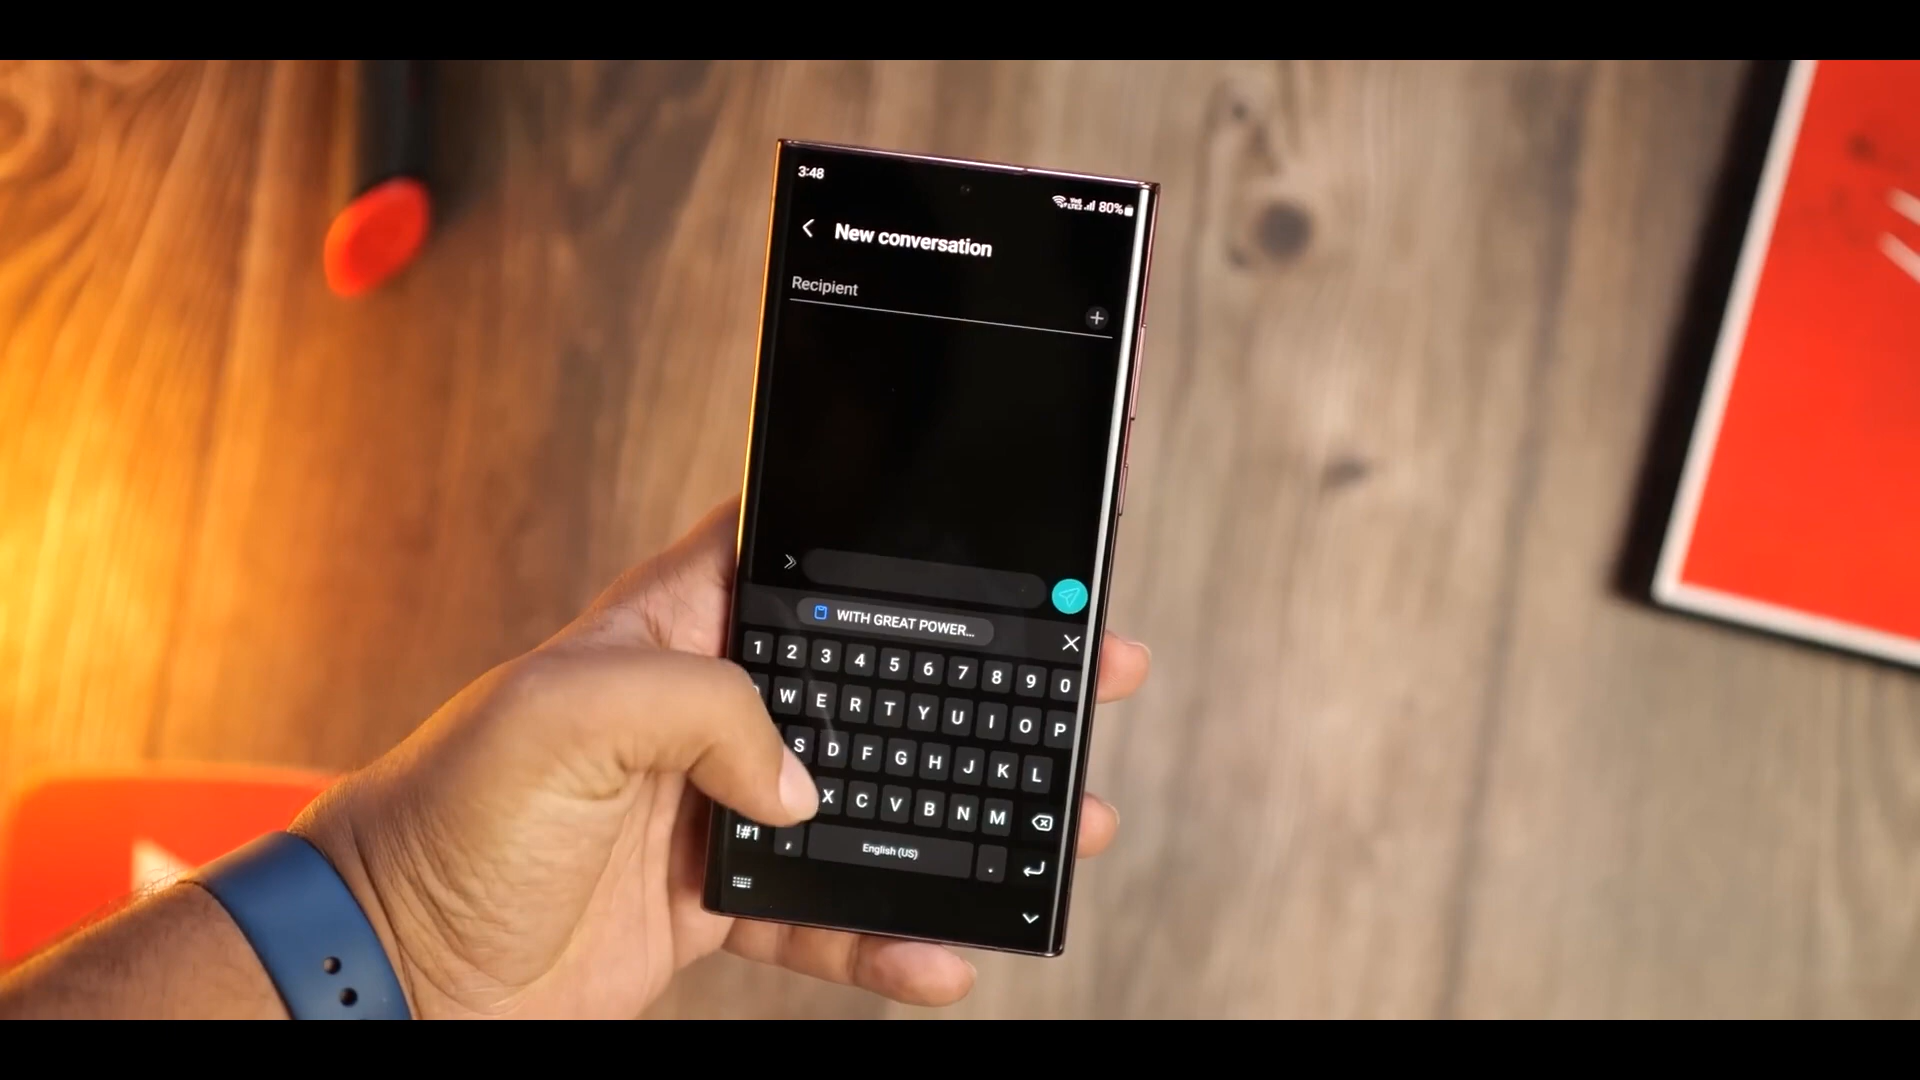 3:48
80%
New conversation
Recipient
WITH GREAT POWER...
1 2 3 4 5 6 7 8 9 0
W E R T Y U I O P
S D F G H J K L
X C V B N M
!#1 , English (US) .